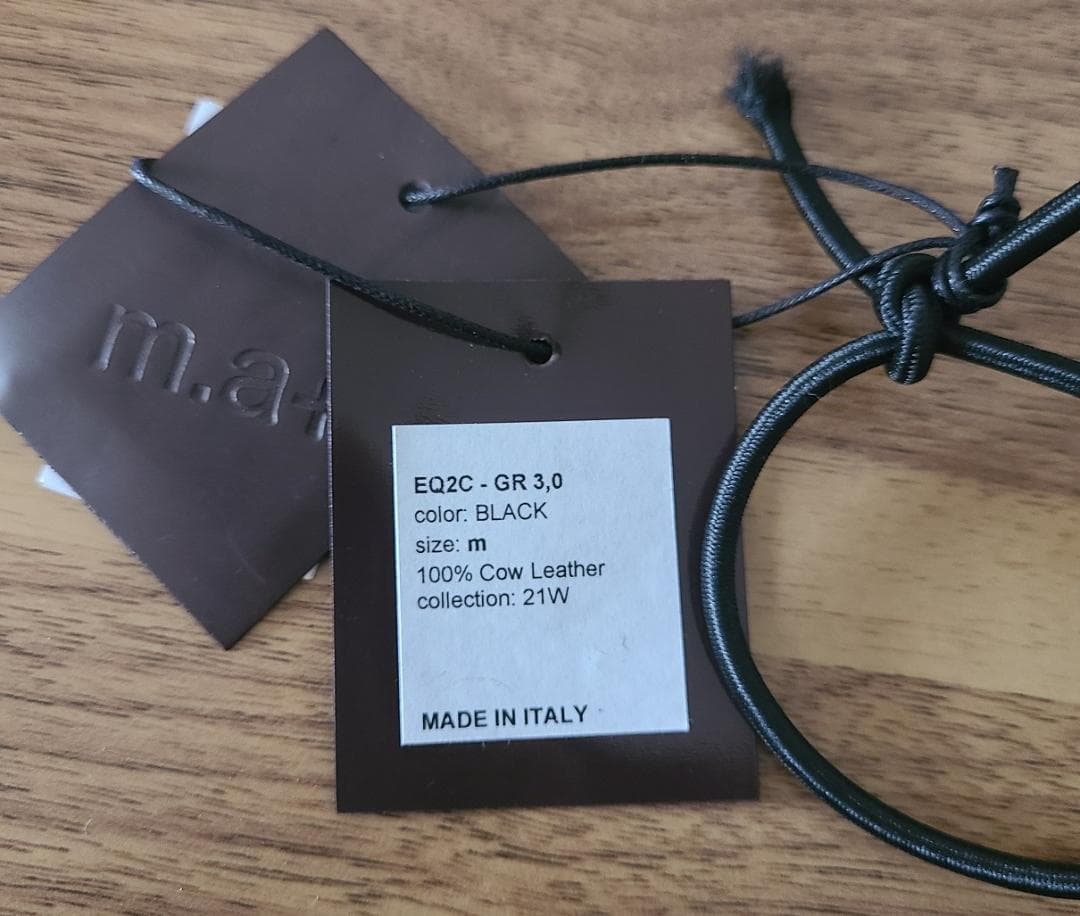 m.a+
EQ2C - GR 3,0
color: BLACK
size: m
100% Cow Leather
collection: 21W
MADE IN ITALY